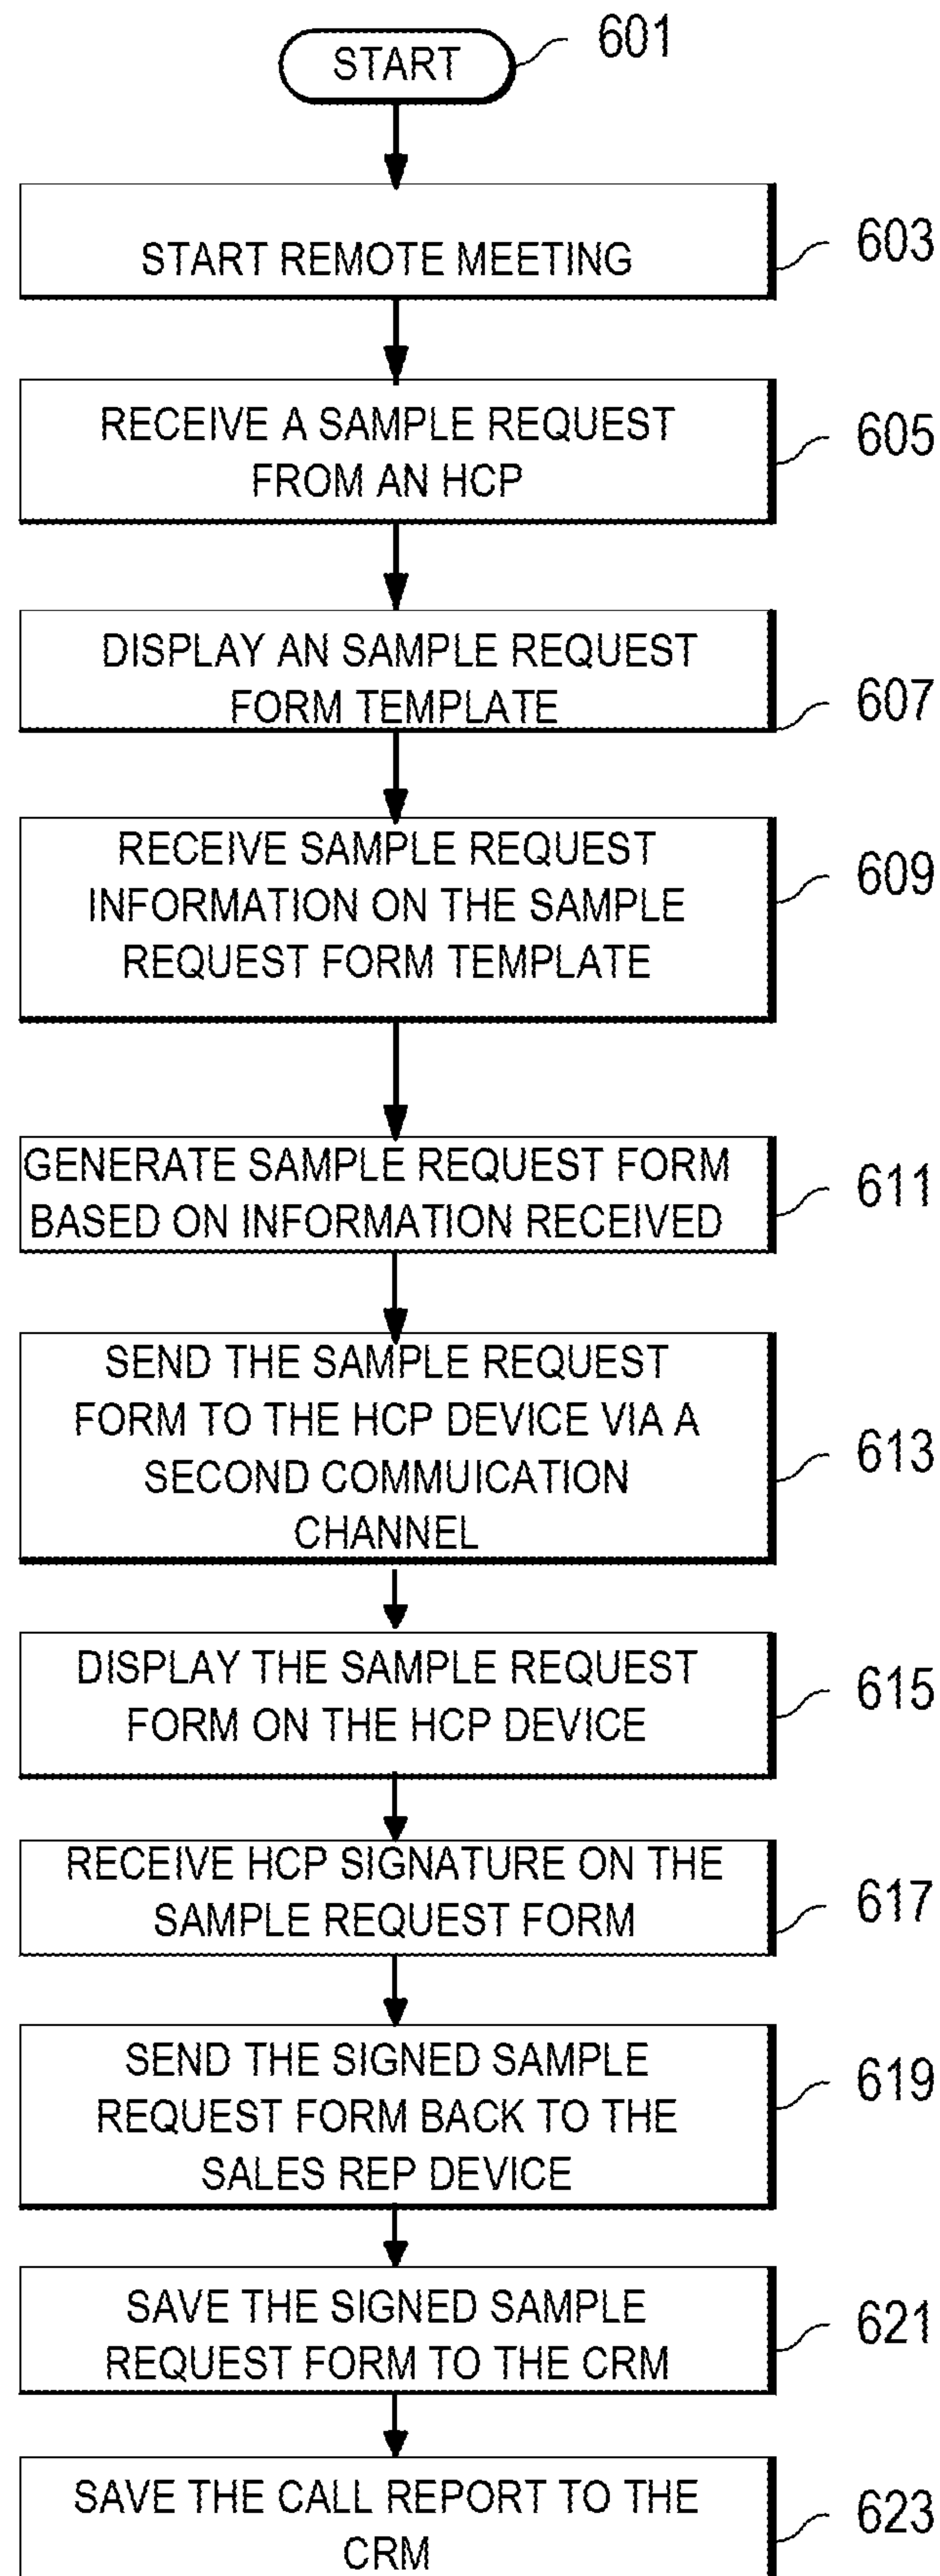 START
601
START REMOTE MEETING
603
RECEIVE A SAMPLE REQUEST
FROM AN HCP
605
DISPLAY AN SAMPLE REQUEST
FORM TEMPLATE
607
RECEIVE SAMPLE REQUEST
INFORMATION ON THE SAMPLE
REQUEST FORM TEMPLATE
609
GENERATE SAMPLE REQUEST FORM
BASED ON INFORMATION RECEIVED
611
SEND THE SAMPLE REQUEST
FORM TO THE HCP DEVICE VIA A
SECOND COMMUICATION
CHANNEL
613
DISPLAY THE SAMPLE REQUEST
FORM ON THE HCP DEVICE
615
RECEIVE HCP SIGNATURE ON THE
SAMPLE REQUEST FORM
617
SEND THE SIGNED SAMPLE
REQUEST FORM BACK TO THE
SALES REP DEVICE
619
SAVE THE SIGNED SAMPLE
REQUEST FORM TO THE CRM
621
SAVE THE CALL REPORT TO THE
CRM
623